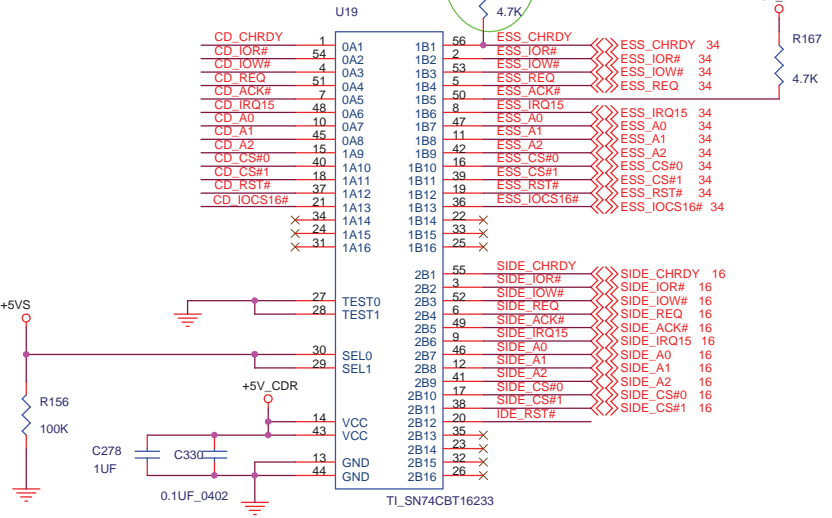 U19
4.7K
R167
4.7K
CD_CHRDY 1 0A1 1B1 56 ESS_CHRDY ESS_CHRDY 34
CD_IOR# 54 0A2 1B2 2 ESS_IOR# ESS_IOR# 34
CD_IOW# 4 0A3 1B3 53 ESS_IOW# ESS_IOW# 34
CD_REQ 51 0A4 1B4 5 ESS_REQ ESS_REQ 34
CD_ACK# 7 0A5 1B5 50 ESS_ACK#
CD_IRQ15 48 0A6 1B6 8 ESS_IRQ15 ESS_IRQ15 34
CD_A0 10 0A7 1B7 47 ESS_A0 ESS_A0 34
CD_A1 45 0A8 1B8 11 ESS_A1 ESS_A1 34
CD_A2 15 1A9 1B9 42 ESS_A2 ESS_A2 34
CD_CS#0 40 1A10 1B10 16 ESS_CS#0 ESS_CS#0 34
CD_CS#1 18 1A11 1B11 39 ESS_CS#1 ESS_CS#1 34
CD_RST# 37 1A12 1B12 19 ESS_RST# ESS_RST# 34
CD_IOCS16# 21 1A13 1B13 36 ESS_IOCS16# ESS_IOCS16# 34
34 1A14 1B14 22
24 1A15 1B15 33
31 1A16 1B16 25
2B1 55 SIDE_CHRDY SIDE_CHRDY 16
2B2 3 SIDE_IOR# SIDE_IOR# 16
27 TEST0 2B3 52 SIDE_IOW# SIDE_IOW# 16
28 TEST1 2B4 6 SIDE_REQ SIDE_REQ 16
2B5 49 SIDE_ACK# SIDE_ACK# 16
2B6 9 SIDE_IRQ15 SIDE_IRQ15 16
30 SEL0 2B7 46 SIDE_A0 SIDE_A0 16
29 SEL1 2B8 12 SIDE_A1 SIDE_A1 16
2B9 41 SIDE_A2 SIDE_A2 16
2B10 17 SIDE_CS#0 SIDE_CS#0 16
2B11 38 SIDE_CS#1 SIDE_CS#1 16
14 VCC 2B12 20 IDE_RST#
43 VCC 2B13 35
2B14 23
13 GND 2B15 32
44 GND 2B16 26
+5VS
+5V_CDR
R156
100K
C278
1UF
C330
0.1UF_0402
TI_SN74CBT16233